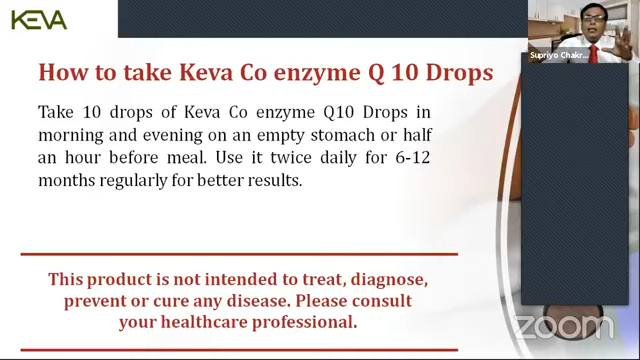 KEVA
Supriyo Chakr...
How to take Keva Co enzyme Q 10 Drops
Take 10 drops of Keva Co enzyme Q10 Drops in
morning and evening on an empty stomach or half
an hour before meal. Use it twice daily for 6-12
months regularly for better results.
This product is not intended to treat, diagnose,
prevent or cure any disease. Please consult
your healthcare professional.
zoom